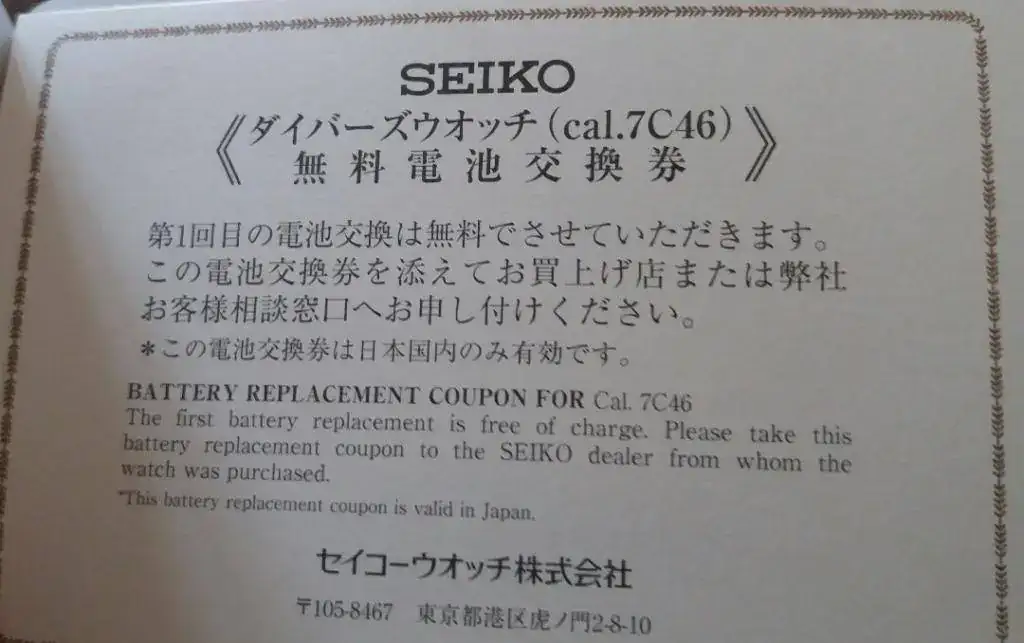 SEIKO
《ダイバーズウオッチ(cal.7C46)
無料電池交換券》
第1回目の電池交換は無料でさせていただきます。
この電池交換券を添えてお買上げ店または弊社
お客様相談窓口へお申し付けください。
*この電池交換券は日本国内のみ有効です。
BATTERY REPLACEMENT COUPON FOR Cal. 7C46
The first battery replacement is free of charge. Please take this
battery replacement coupon to the SEIKO dealer from whom the
watch was purchased.
*This battery replacement coupon is valid in Japan.
セイコーウオッチ株式会社
〒105-8467 東京都港区虎ノ門2-8-10